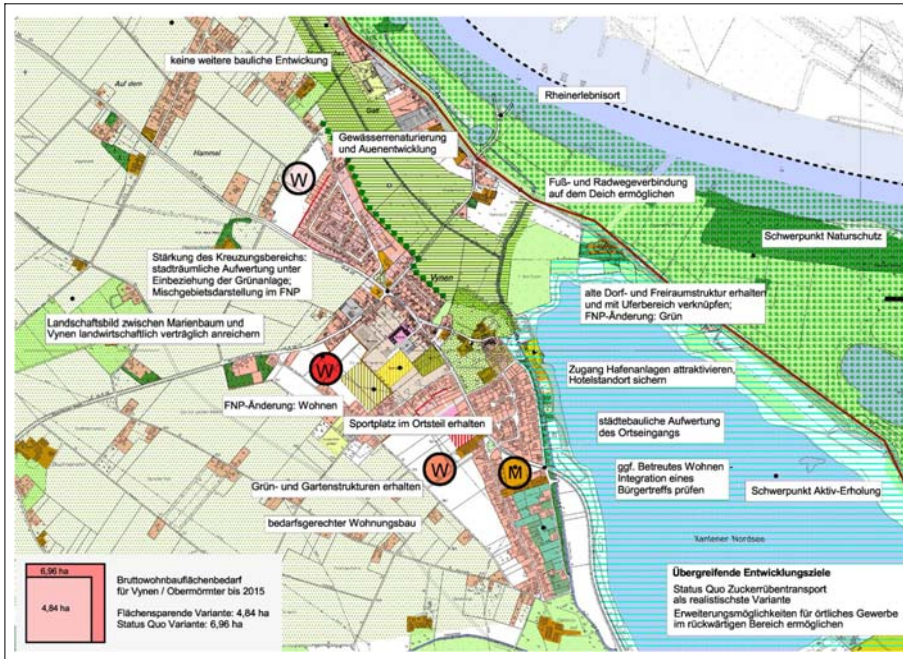 keine weitere bauliche Entwickung
Auf dem
Hammel
Rheinerlebnisort
Gewässerrenaturierung
und Auenentwicklung
W
Fuß- und Radwegeverbindung
auf dem Deich ermöglichen
Schwerpunkt Naturschutz
Stärkung des Kreuzungsbereichs:
stadträumliche Aufwertung unter
Einbeziehung der Grünanlage;
Mischgebietsdarstellung im FNP
Vynen
alte Dorf- und Freiraumstruktur erhalten
und mit Uferbereich verknüpfen;
FNP-Änderung: Grün
Landschaftsbild zwischen Marienbaum und
Vynen landwirtschaftlich verträglich anreichern
W
Zugang Hafenanlagen attraktivieren,
Hotelstandort sichern
FNP-Änderung: Wohnen
Sportplatz im Ortsteil erhalten
städtebauliche Aufwertung
des Ortseingangs
W
M
ggf. Betreutes Wohnen
Integration eines
Bürgertreffs prüfen
Schwerpunkt Aktiv-Erholung
Grün- und Gartenstrukturen erhalten
bedarfsgerechter Wohnungsbau
Xantener Nordsee
6,96 ha
4,84 ha
Bruttowohnbauflächenbedarf
für Vynen / Obermörmter bis 2015
Flächensparende Variante: 4,84 ha
Status Quo Variante: 6,96 ha
Übergreifende Entwicklungsziele
Status Quo Zuckerrübentransport
als realistischste Variante
Erweiterungsmöglichkeiten für örtliches Gewerbe
im rückwärtigen Bereich ermöglichen